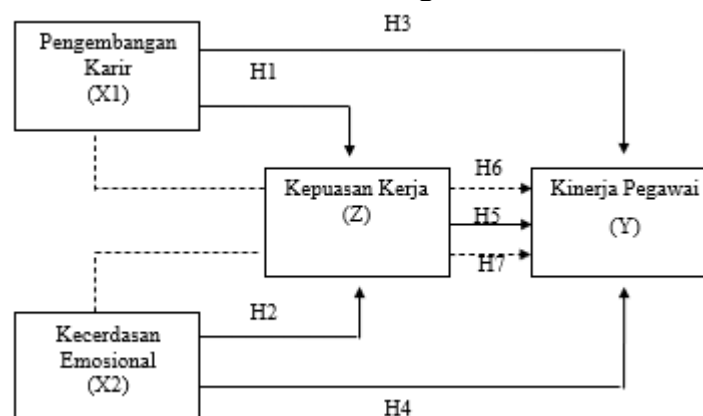 H3
Pengembangan
Karir
(X1)
H1
Kepuasan Kerja
(Z)
H6
H5
H7
Kinerja Pegawai
(Y)
H2
Kecerdasan
Emosional
(X2)
H4